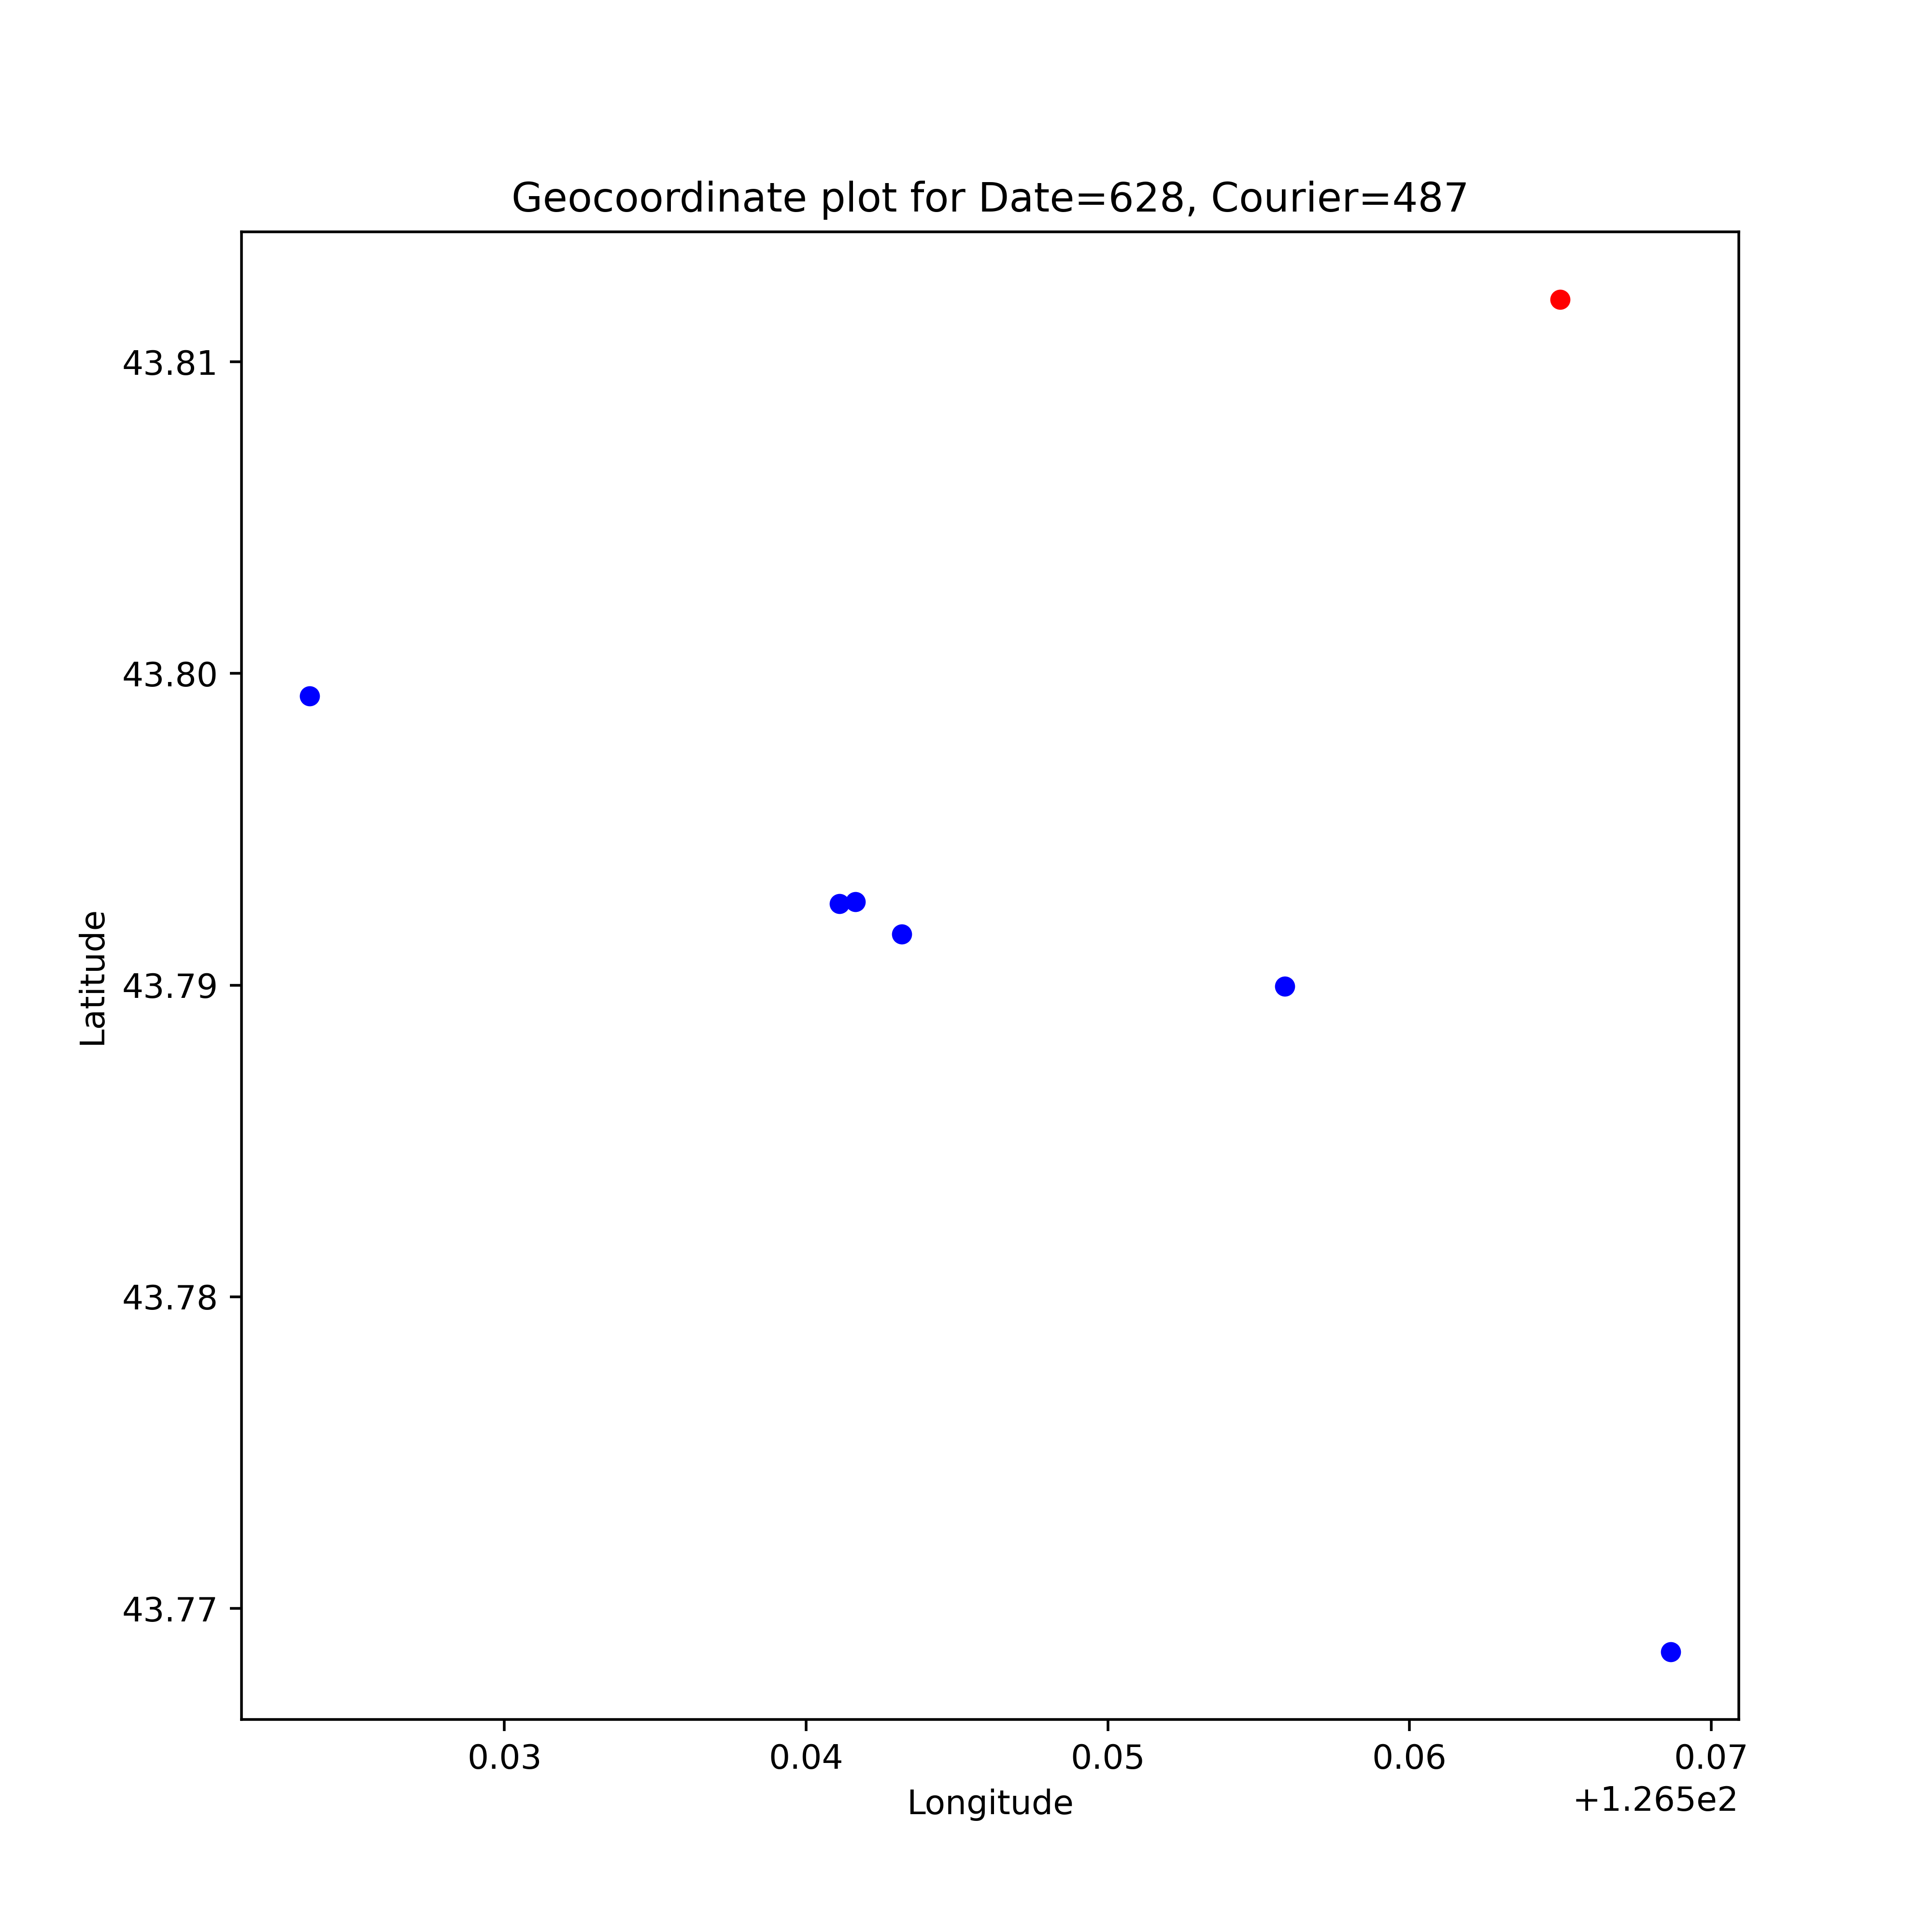 Geocoordinate plot for Date=628, Courier=487
43.81
43.80
43.79
43.78
43.77
Latitude
0.03 0.04 0.05 0.06 0.07
Longitude
+1.265e2